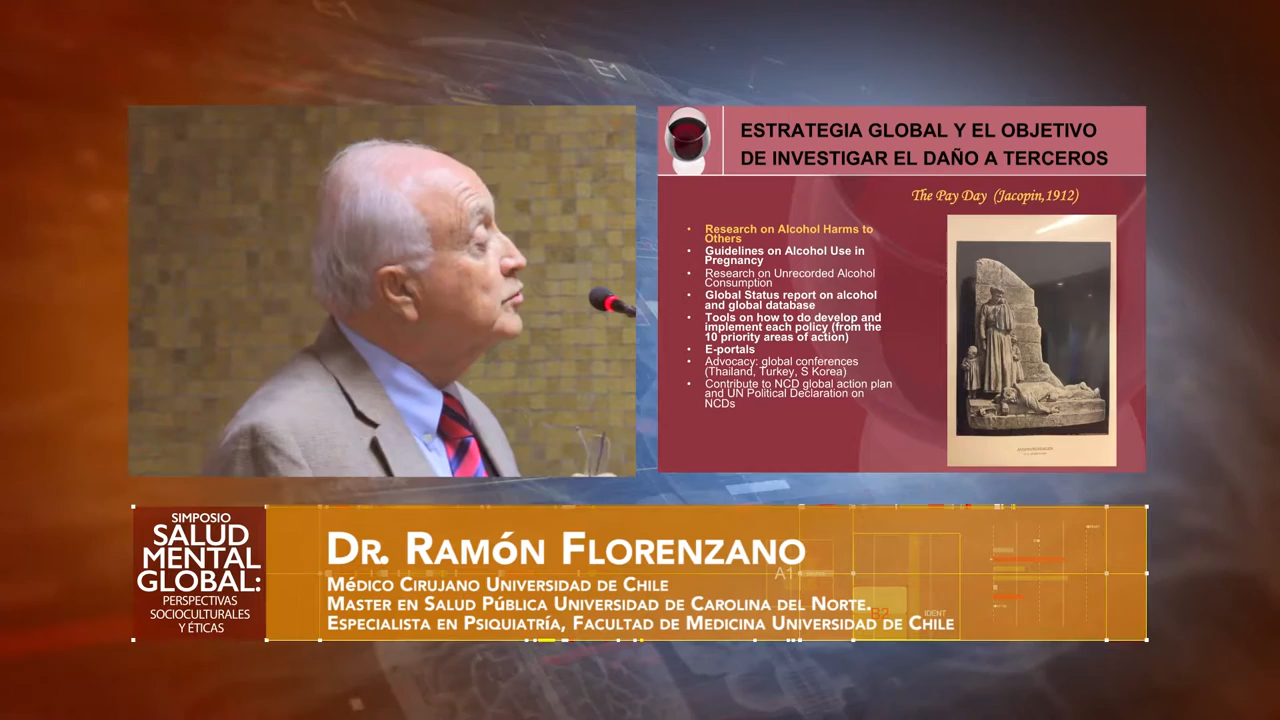 E1
ESTRATEGIA GLOBAL Y EL OBJETIVO
DE INVESTIGAR EL DAÑO A TERCEROS
The Pay Day (Jacopin,1912)
• Research on Alcohol Harms to
Others
• Guidelines on Alcohol Use in
Pregnancy
• Research on Unrecorded Alcohol
Consumption
• Global Status report on alcohol
and global database
• Tools on how to do develop and
implement each policy (from the
10 priority areas of action)
• E-portals
• Advocacy: global conferences
(Thailand, Turkey, S Korea)
• Contribute to NCD global action plan
and UN Political Declaration on
NCDs
SIMPOSIO
SALUD
MENTAL
GLOBAL:
PERSPECTIVAS
SOCIOCULTURALES
Y ÉTICAS
DR. RAMÓN FLORENZANO
MÉDICO CIRUJANO UNIVERSIDAD DE CHILE
MASTER EN SALUD PÚBLICA UNIVERSIDAD DE CAROLINA DEL NORTE.
ESPECIALISTA EN PSIQUIATRÍA, FACULTAD DE MEDICINA UNIVERSIDAD DE CHILE
A1
B2
IDENT